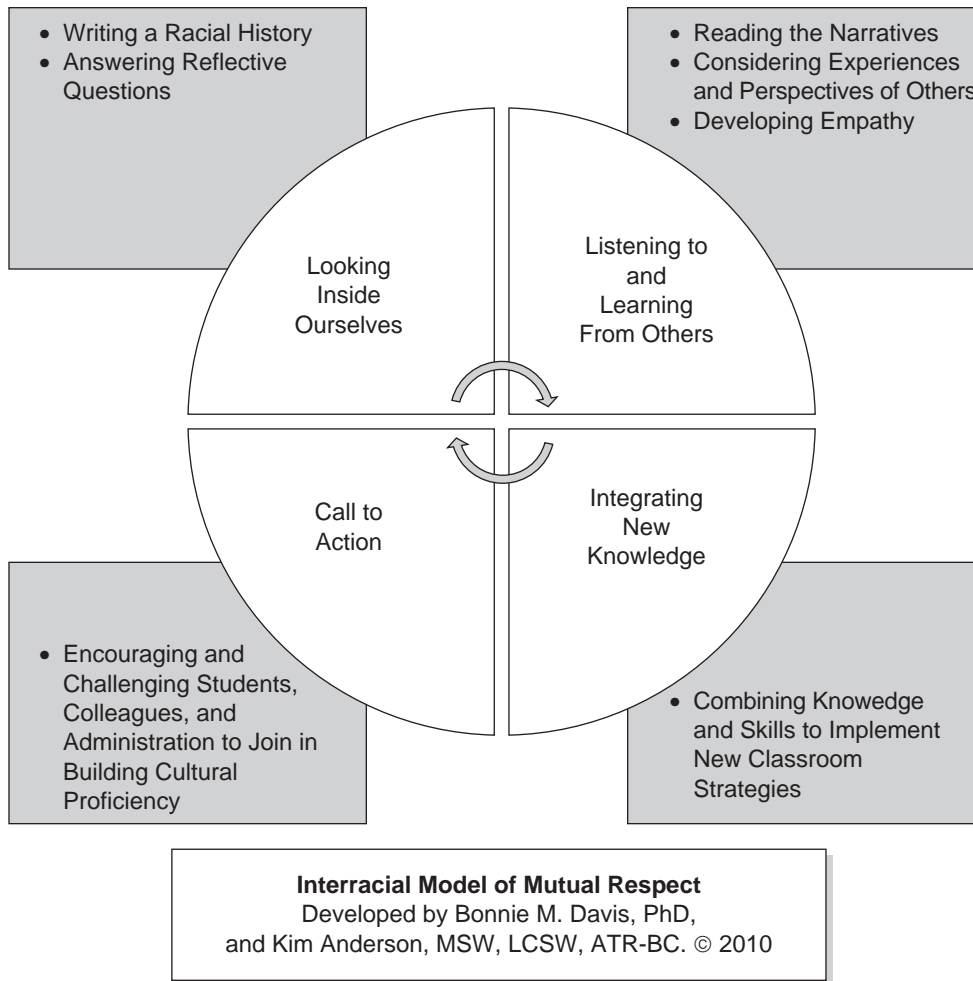 • Writing a Racial History
• Answering Reflective
Questions
• Reading the Narratives
• Considering Experiences
and Perspectives of Others
• Developing Empathy
Looking
Inside
Ourselves
Listening to
and
Learning
From Others
Call to
Action
Integrating
New
Knowledge
• Encouraging and
Challenging Students,
Colleagues, and
Administration to Join in
Building Cultural
Proficiency
• Combining Knowledge
and Skills to Implement
New Classroom
Strategies
Interracial Model of Mutual Respect
Developed by Bonnie M. Davis, PhD,
and Kim Anderson, MSW, LCSW, ATR-BC. © 2010